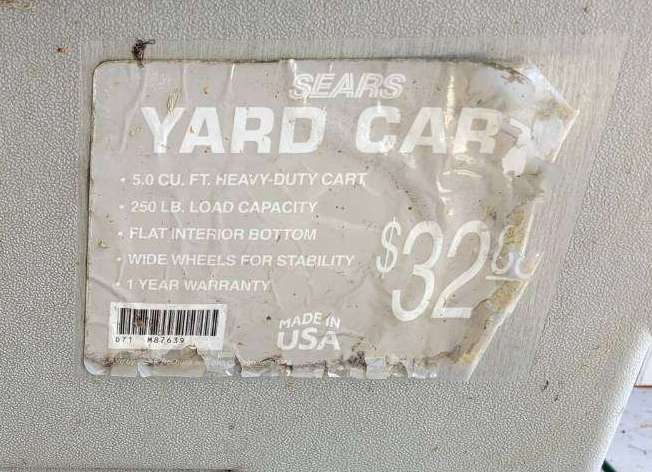 SEARS
YARD CAR
• 5.0 CU. FT. HEAVY-DUTY CART
• 250 LB. LOAD CAPACITY
• FLAT INTERIOR BOTTOM
• WIDE WHEELS FOR STABILITY
• 1 YEAR WARRANTY
$32
MADE IN
USA
071 M87639